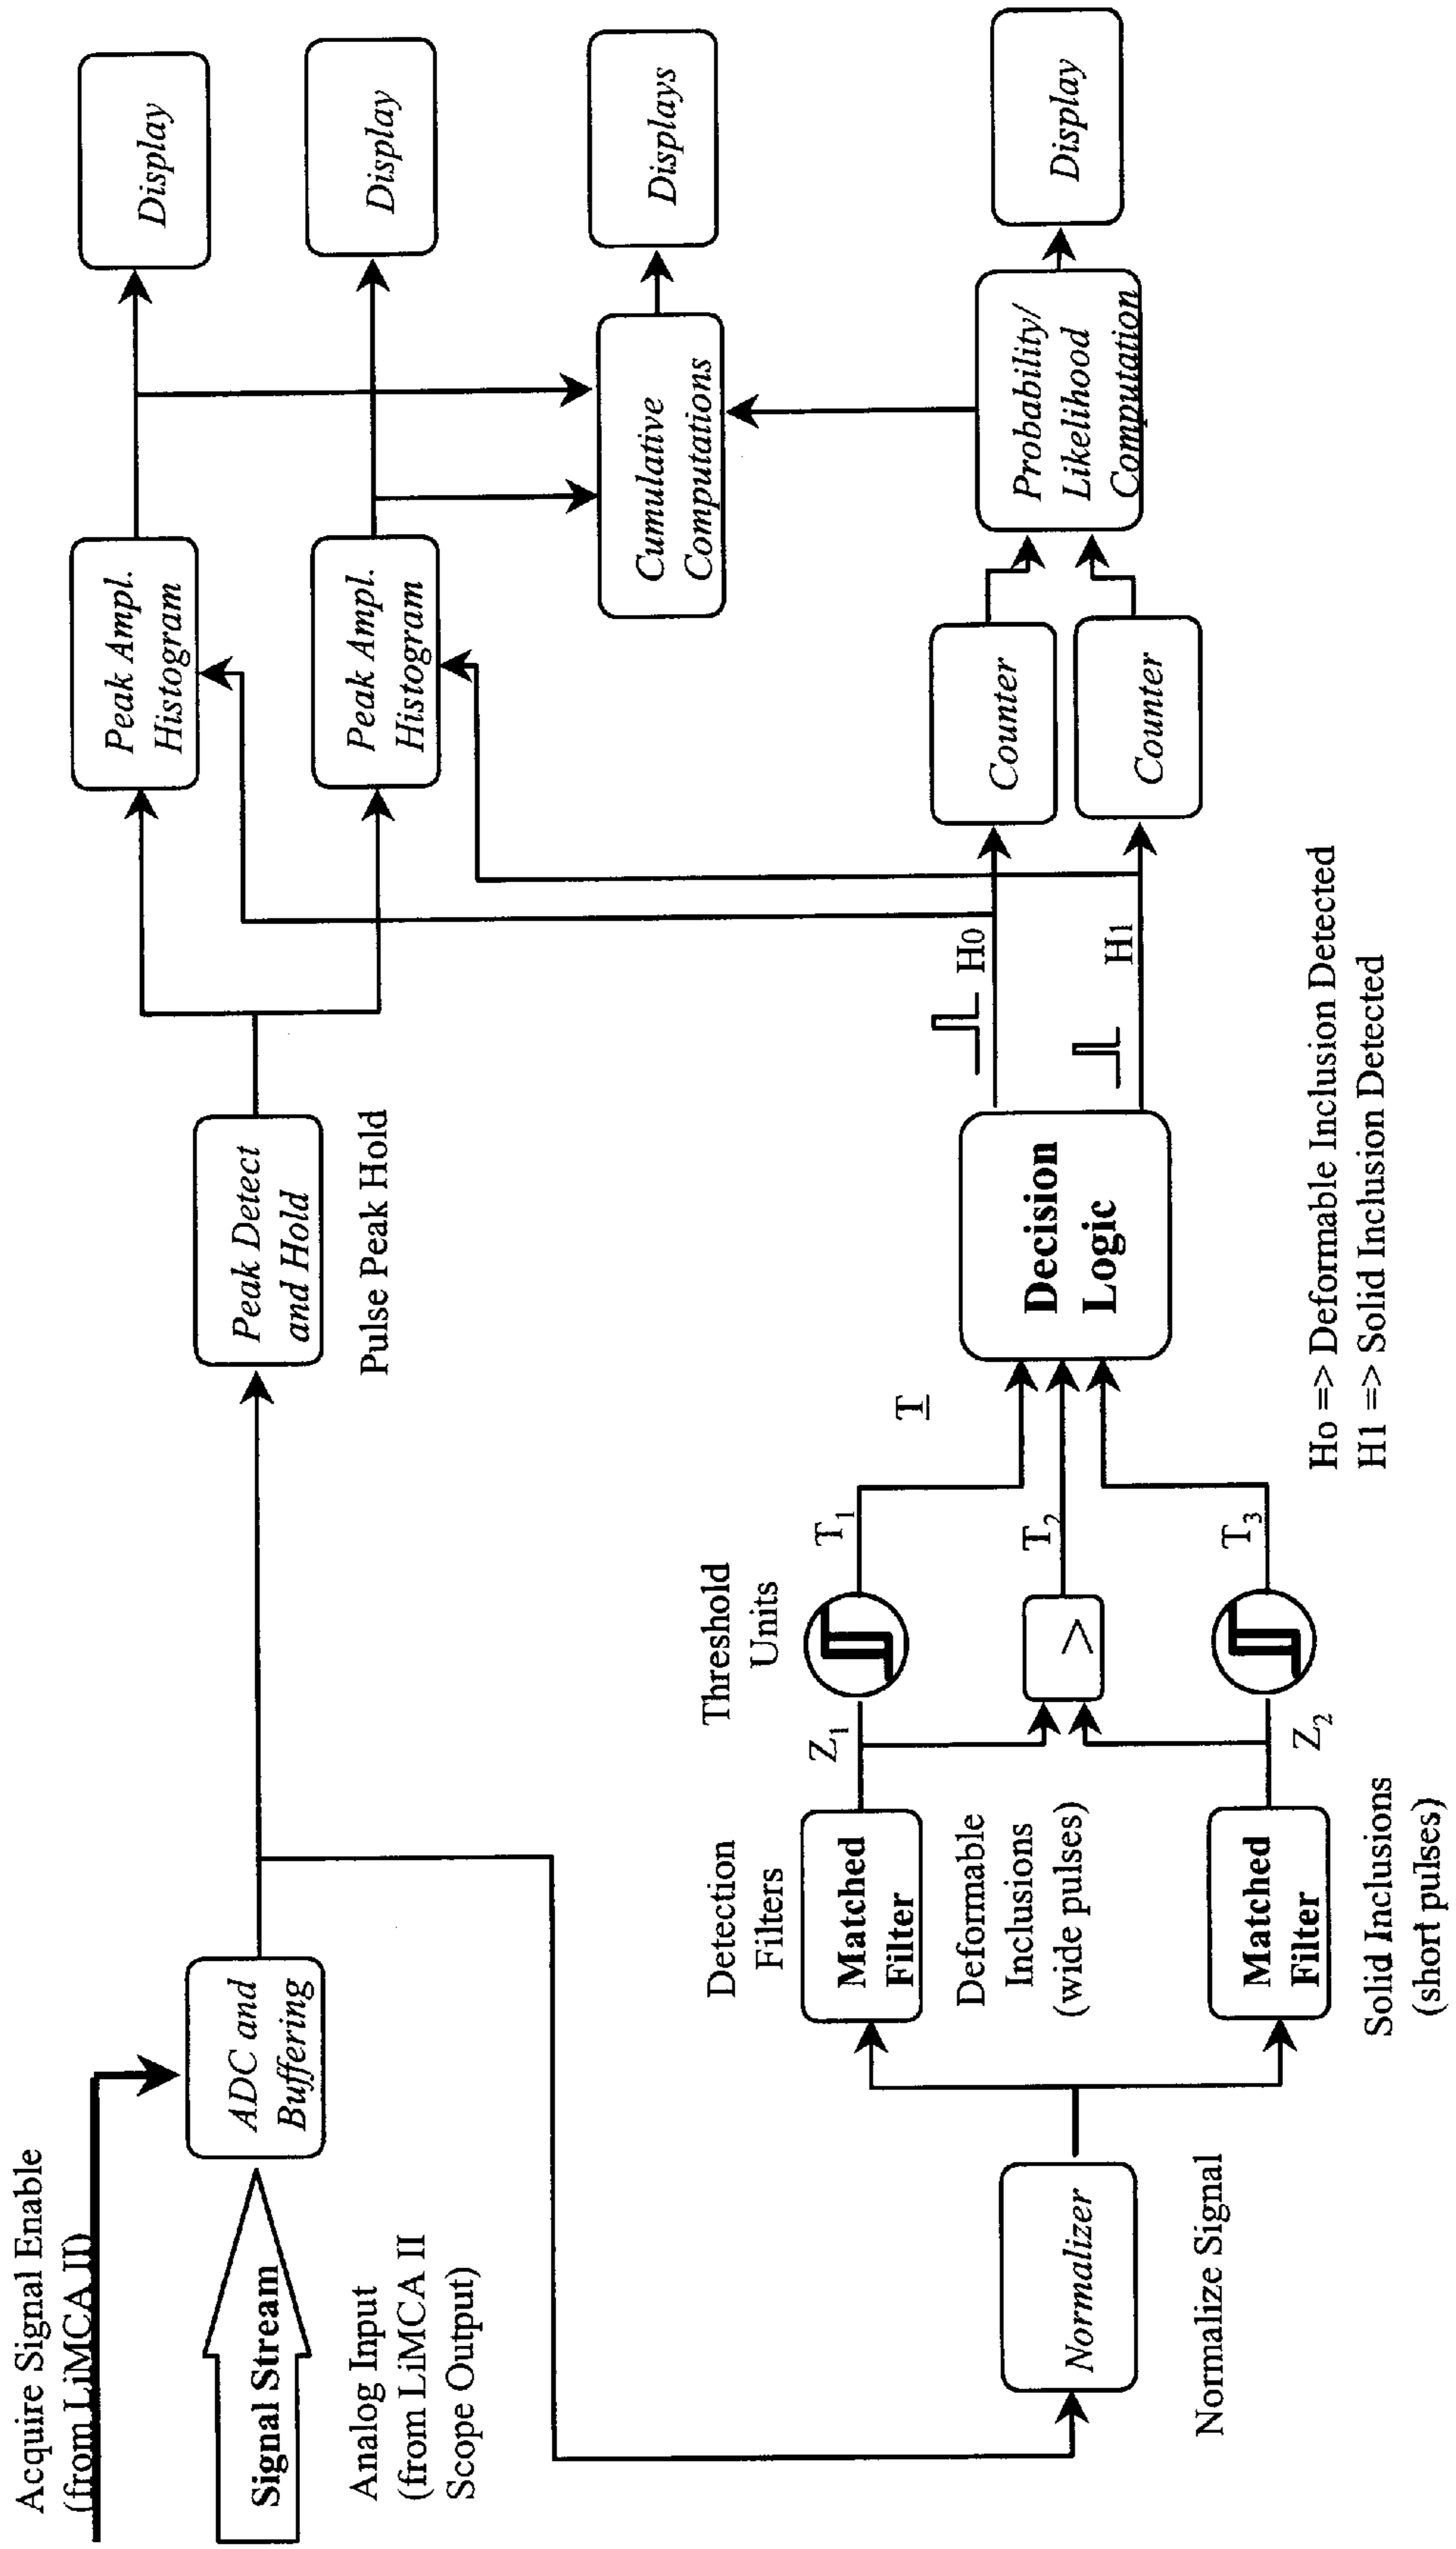 Acquire Signal Enable
(from LiMCA II)
Signal Stream
Analog Input
(from LiMCA II
Scope Output)
ADC and
Buffering
Peak Detect
and Hold
Pulse Peak Hold
Peak Ampl.
Histogram
Display
Peak Ampl.
Histogram
Display
Cumulative
Computations
Displays
Normalizer
Normalize Signal
Detection
Filters
Matched
Filter
Deformable
Inclusions
(wide pulses)
Matched
Filter
Solid Inclusions
(short pulses)
Threshold
Units
Z1
Z2
>
T1
T2
T3
T
Decision
Logic
H0
H1
Counter
Counter
Probability/
Likelihood
Computation
Display
Ho => Deformable Inclusion Detected
H1 => Solid Inclusion Detected